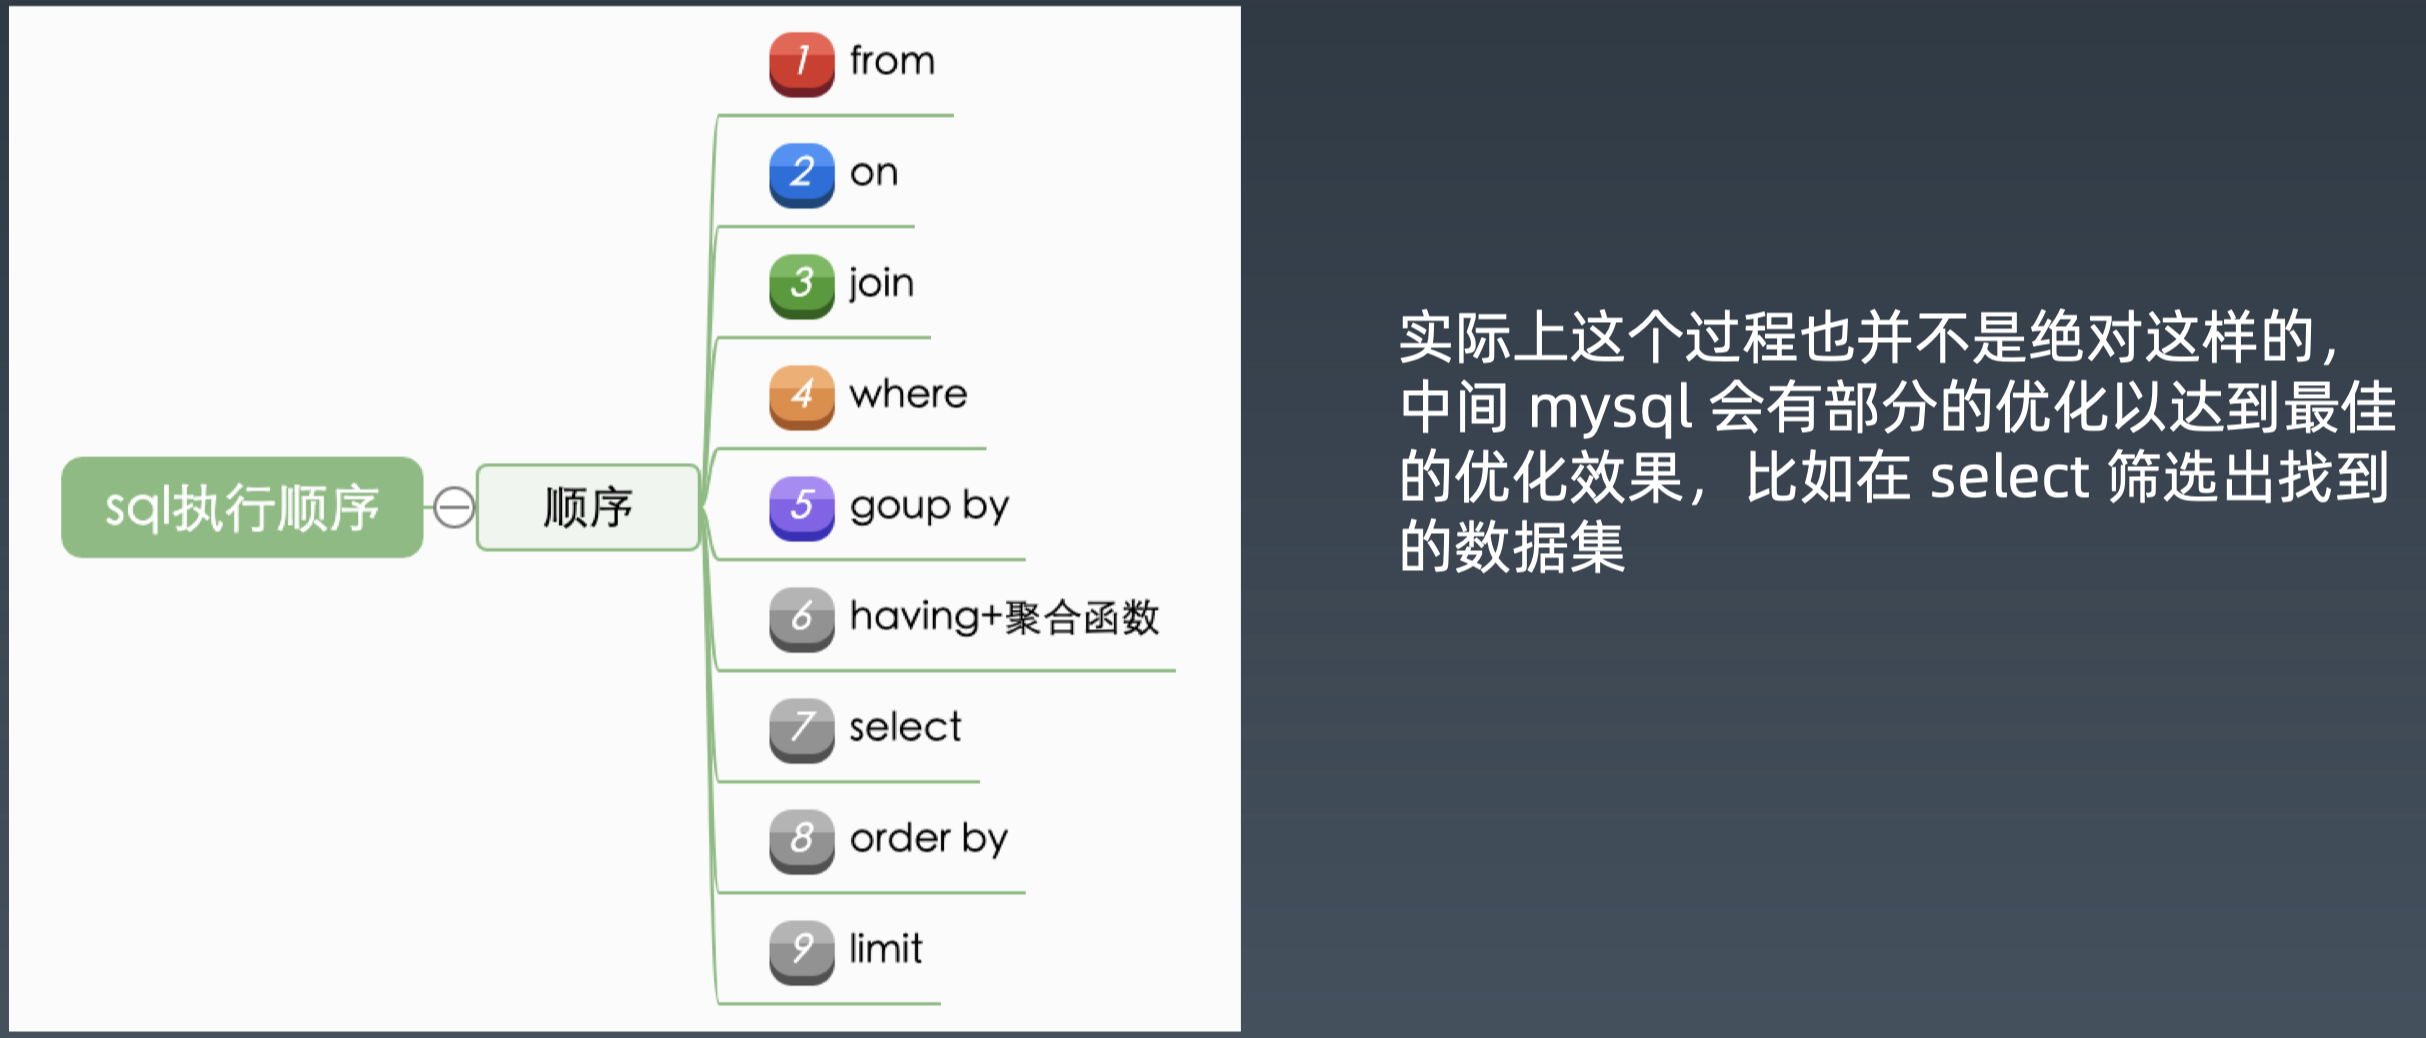 sql执行顺序
顺序
1 from
2 on
3 join
4 where
5 goup by
6 having+聚合函数
7 select
8 order by
9 limit
实际上这个过程也并不是绝对这样的，
中间 mysql 会有部分的优化以达到最佳
的优化效果，比如在 select 筛选出找到
的数据集